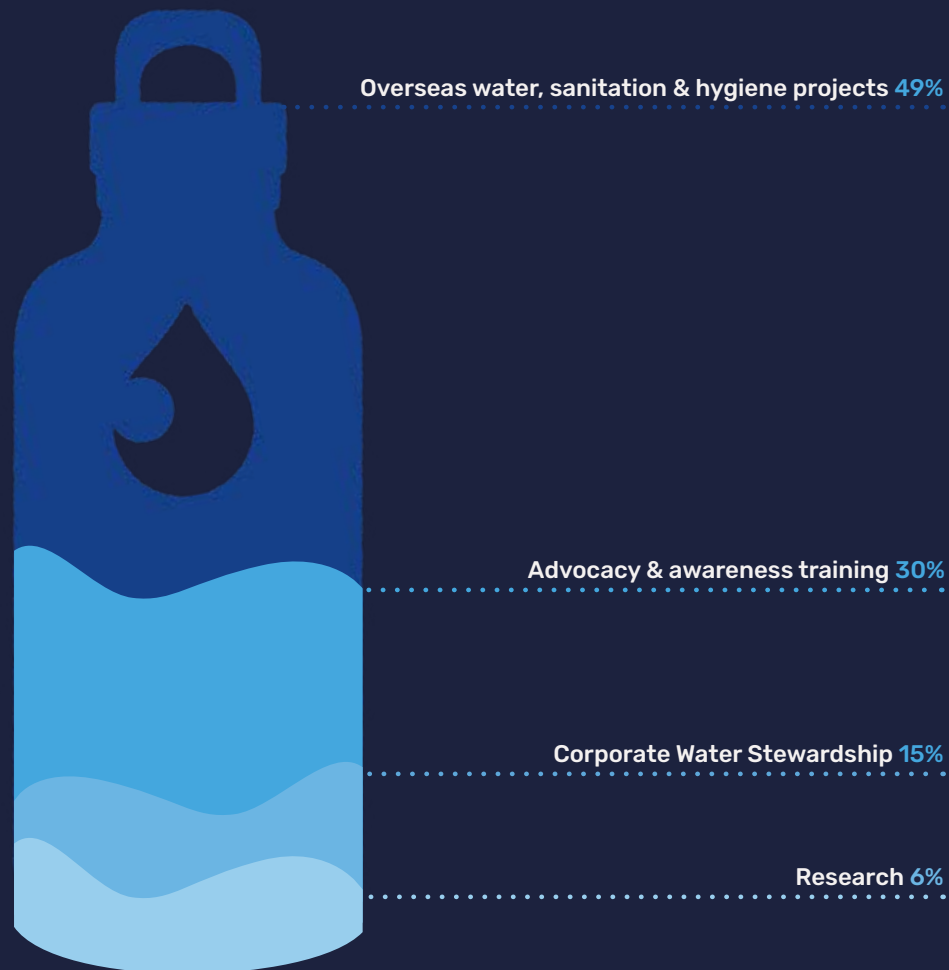 Overseas water, sanitation & hygiene projects 49%
Advocacy & awareness training 30%
Corporate Water Stewardship 15%
Research 6%